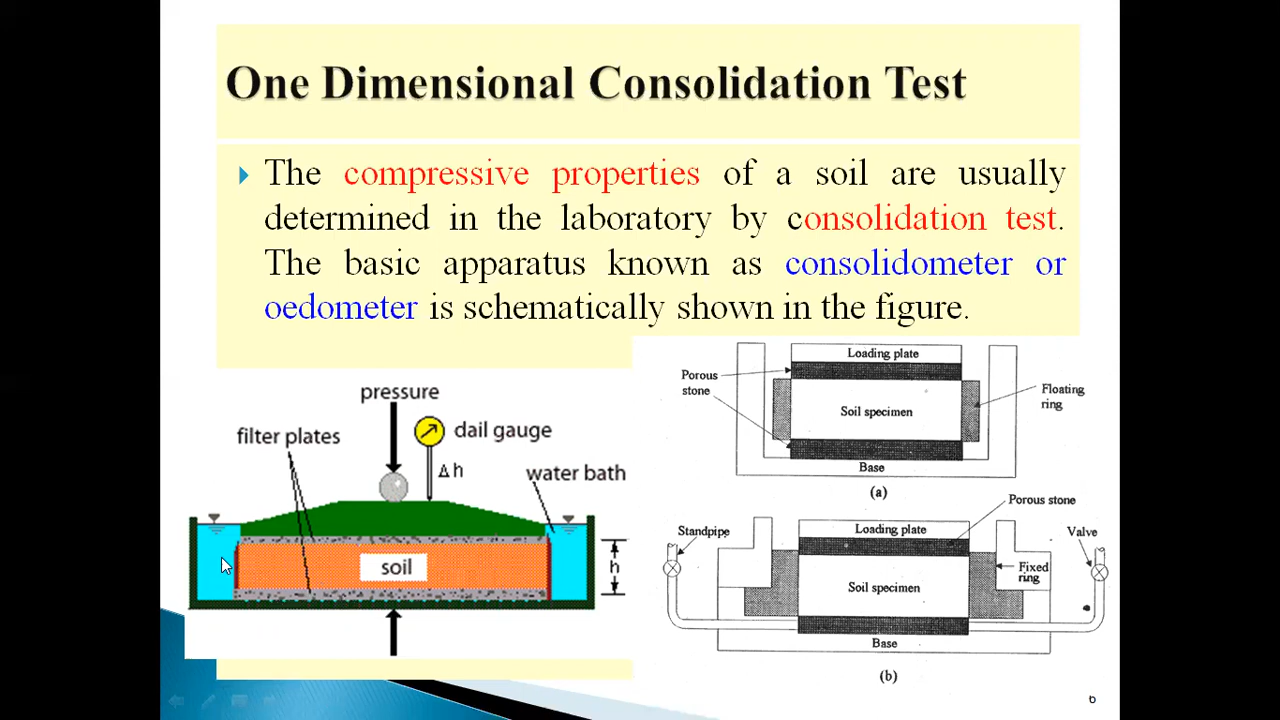 One Dimensional Consolidation Test
The compressive properties of a soil are usually
determined in the laboratory by consolidation test.
The basic apparatus known as consolidometer or
oedometer is schematically shown in the figure.
pressure
filter plates
dail gauge
Δh
water bath
soil
h
Loading plate
Porous
stone
Soil specimen
Floating
ring
Base
(a)
Porous stone
Standpipe
Loading plate
Valve
Soil specimen
Fixed
ring
Base
(b)
6